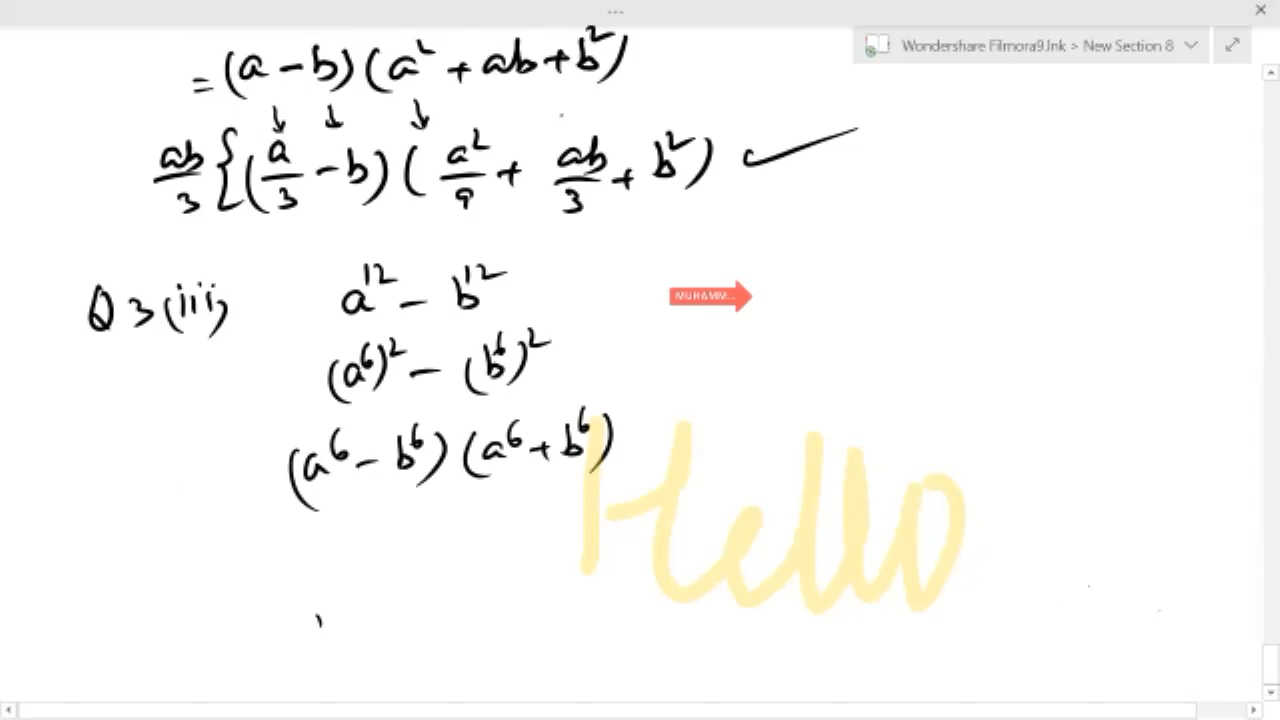 ...
Wondershare Filmora9.lnk > New Section 8
= (a - b)(a² + ab + b²)
↓ ↓ ↓
ab/3 {(a/3 - b)(a²/9 + ab/3 + b²) ✓
Q 3 (iii) a¹² - b¹²
MUHAMM...
(a⁶)² - (b⁶)²
(a⁶ - b⁶)(a⁶ + b⁶)
Hello